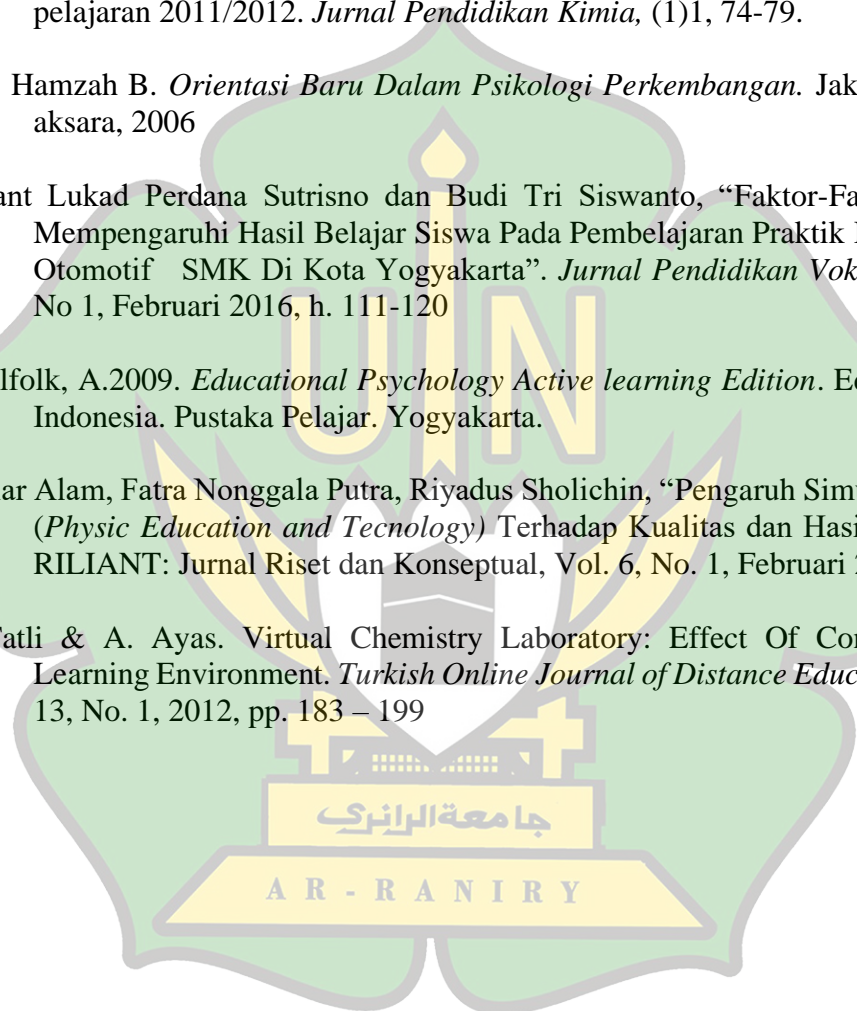 pelajaran 2011/2012. Jurnal Pendidikan Kimia, (1)1, 74-79.
Hamzah B. Orientasi Baru Dalam Psikologi Perkembangan. Jak
aksara, 2006
ant Lukad Perdana Sutrisno dan Budi Tri Siswanto, “Faktor-Fa
Mempengaruhi Hasil Belajar Siswa Pada Pembelajaran Praktik
Otomotif SMK Di Kota Yogyakarta”. Jurnal Pendidikan Vok
No 1, Februari 2016, h. 111-120
lfolk, A.2009. Educational Psychology Active learning Edition. Ed
Indonesia. Pustaka Pelajar. Yogyakarta.
ar Alam, Fatra Nonggala Putra, Riyadus Sholichin, “Pengaruh Simu
(Physic Education and Tecnology) Terhadap Kualitas dan Hasi
RILIANT: Jurnal Riset dan Konseptual, Vol. 6, No. 1, Februari
Tatli & A. Ayas. Virtual Chemistry Laboratory: Effect Of Con
Learning Environment. Turkish Online Journal of Distance Educ
13, No. 1, 2012, pp. 183 – 199
UIN
جامعةالرانري
AR-RANIRY